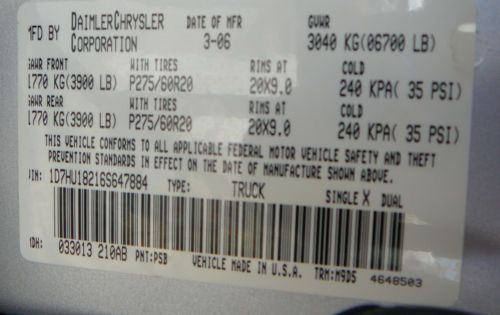 MFD BY DAIMLERCHRYSLER CORPORATION DATE OF MFR 3-06 GVWR 3040 KG(06700 LB)
GAWR FRONT WITH TIRES RIMS AT COLD
1770 KG(3900 LB) P275/60R20 20X9.0 240 KPA( 35 PSI)
GAWR REAR WITH TIRES RIMS AT COLD
1770 KG(3900 LB) P275/60R20 20X9.0 240 KPA( 35 PSI)
THIS VEHICLE CONFORMS TO ALL APPLICABLE FEDERAL MOTOR VEHICLE SAFETY AND THEFT
PREVENTION STANDARDS IN EFFECT ON THE DATE OF MANUFACTURE SHOWN ABOVE.
VIN: 1D7HU18216S647884 TYPE: TRUCK SINGLE X DUAL
MDH: 033013 210AB PNT:PSB VEHICLE MADE IN U.S.A. TRM:M9D5 4648503